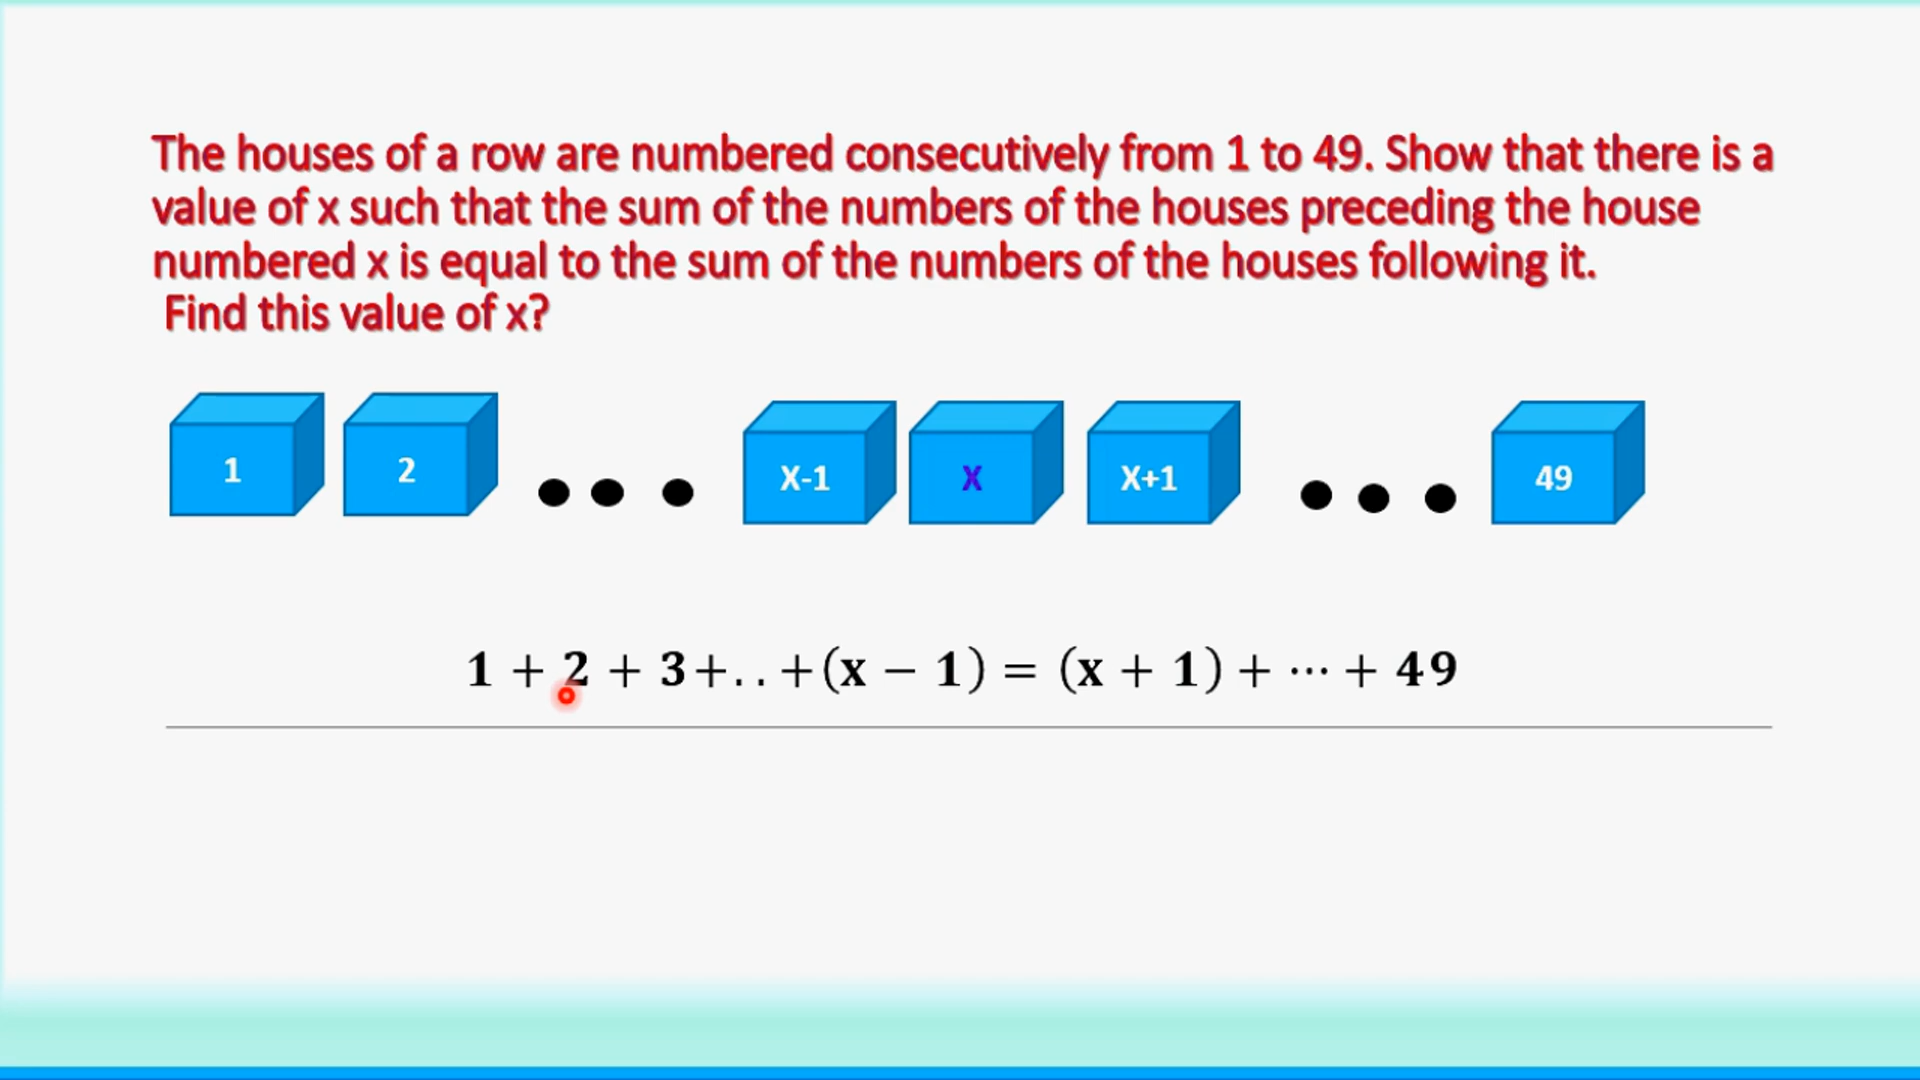 The houses of a row are numbered consecutively from 1 to 49. Show that there is a
value of x such that the sum of the numbers of the houses preceding the house
numbered x is equal to the sum of the numbers of the houses following it.
Find this value of x?
1 2 X-1 X X+1 49
1 + 2 + 3+. . +(x − 1) = (x + 1) + ⋯ + 49